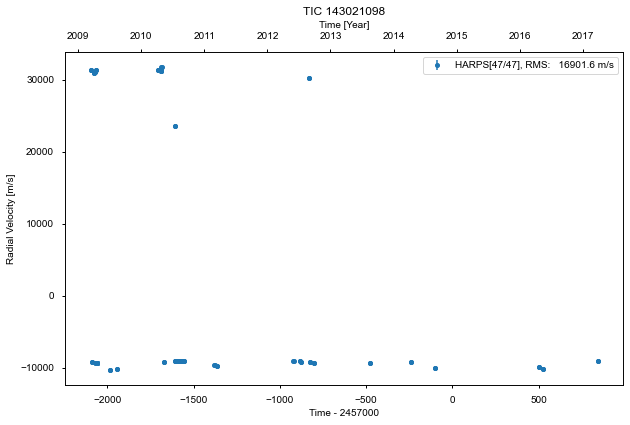 TIC 143021098
Time [Year]
2009 2010 2011 2012 2013 2014 2015 2016 2017
HARPS[47/47], RMS: 16901.6 m/s
Radial Velocity [m/s]
30000
20000
10000
0
−10000
−2000 −1500 −1000 −500 0 500
Time - 2457000